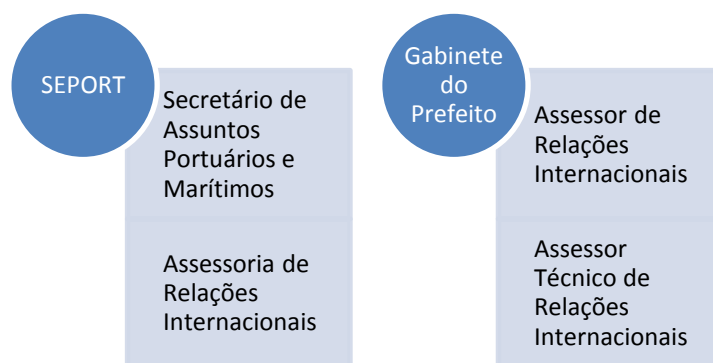 SEPORT
Secretário de
Assuntos
Portuários e
Marítimos
Assessoria de
Relações
Internacionais
Gabinete
do
Prefeito
Assessor de
Relações
Internacionais
Assessor
Técnico de
Relações
Internacionais